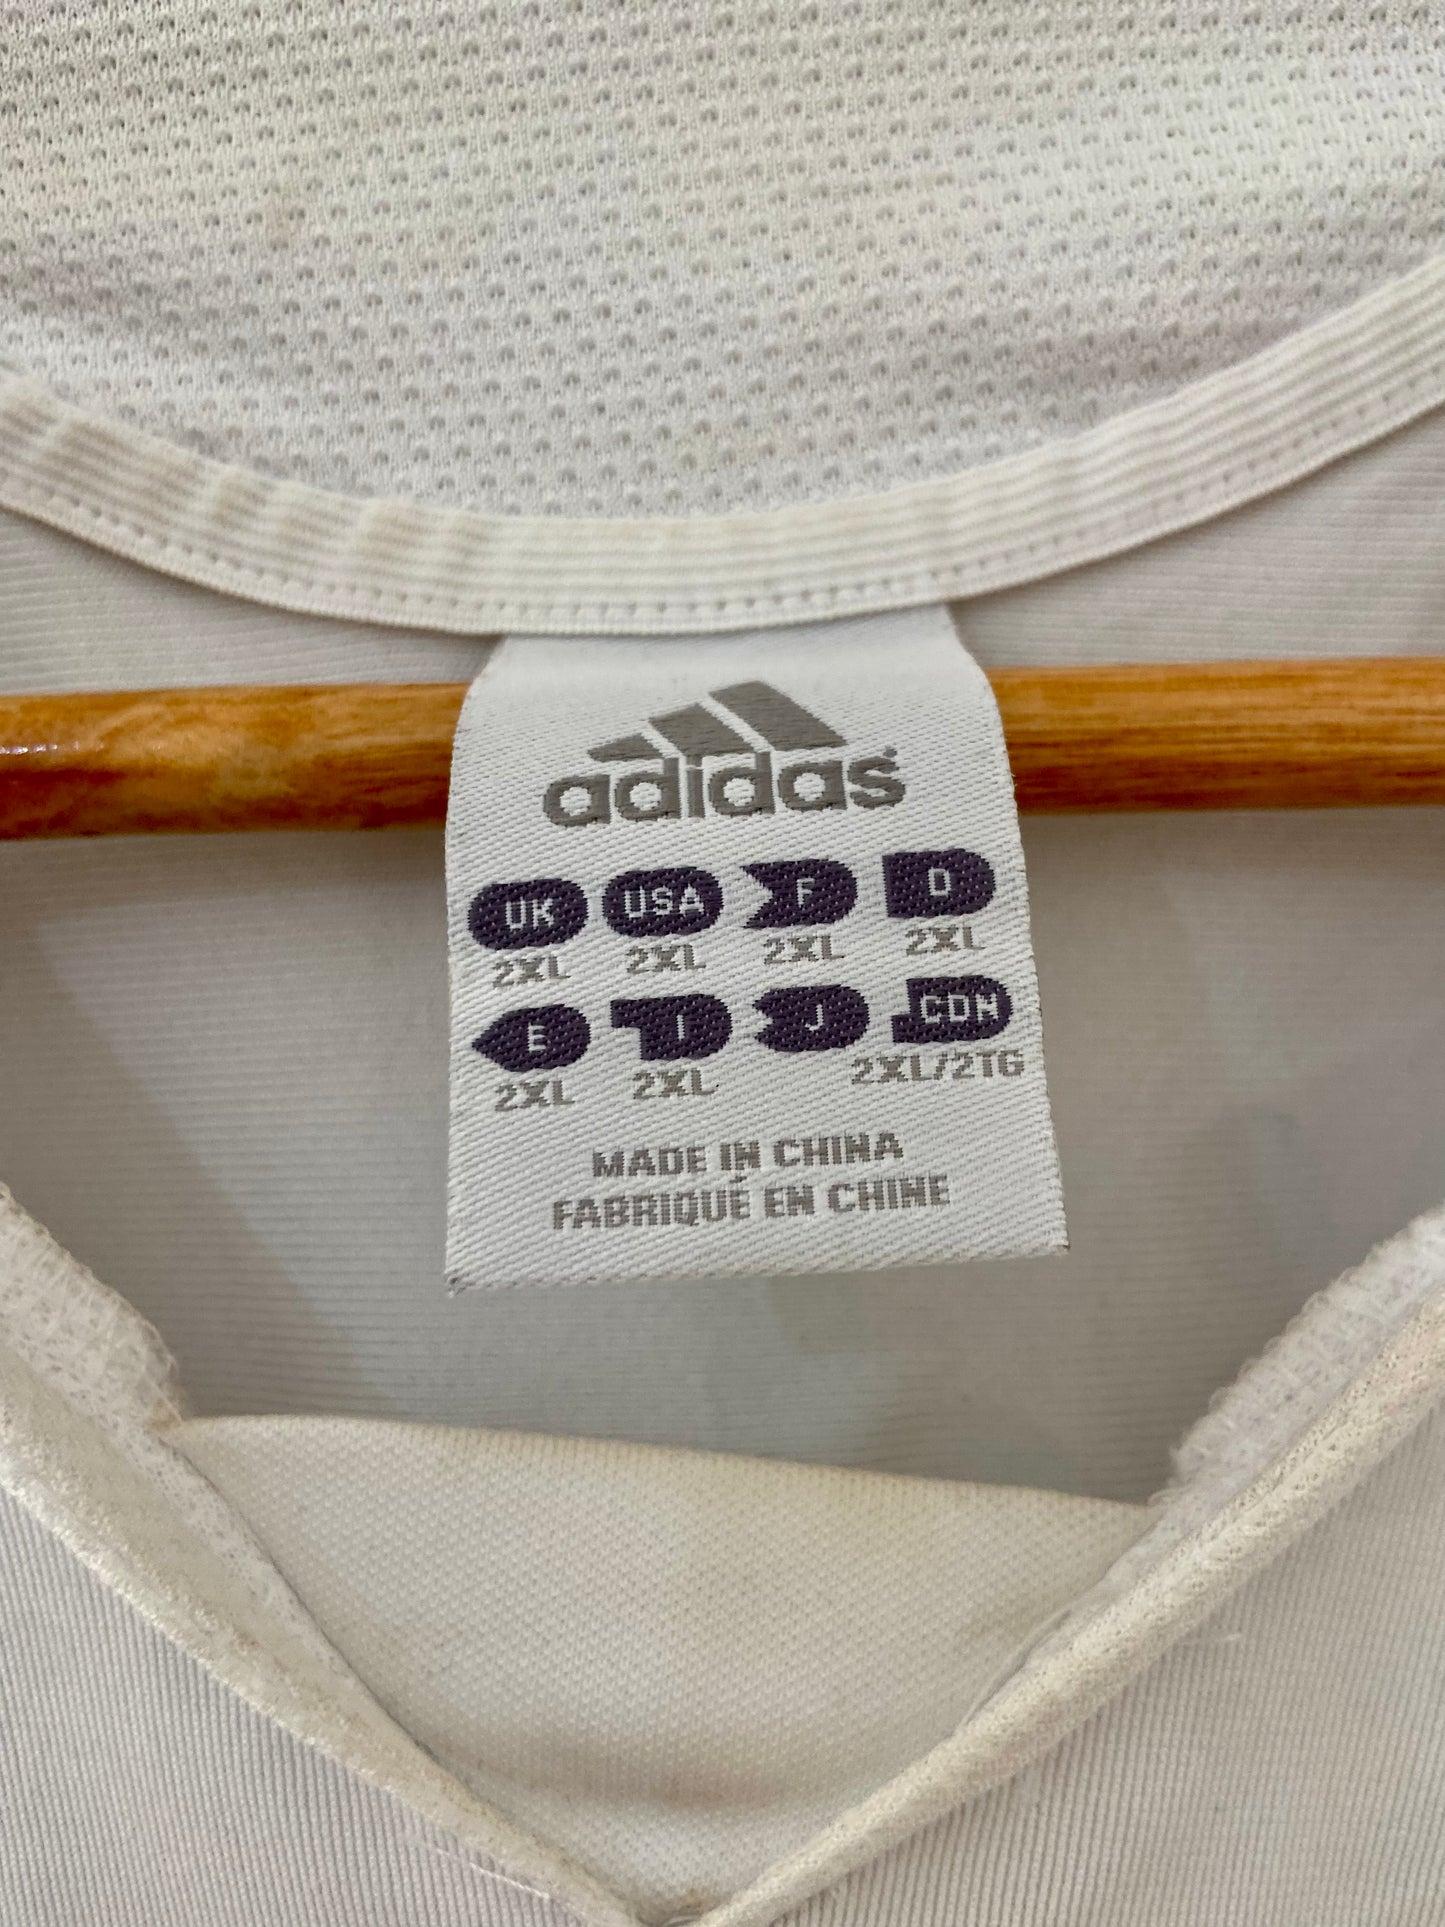 adidas
UK USA F D
2XL 2XL 2XL 2XL
E I J CDN
2XL 2XL 2XL/2TG
MADE IN CHINA
FABRIQUÉ EN CHINE